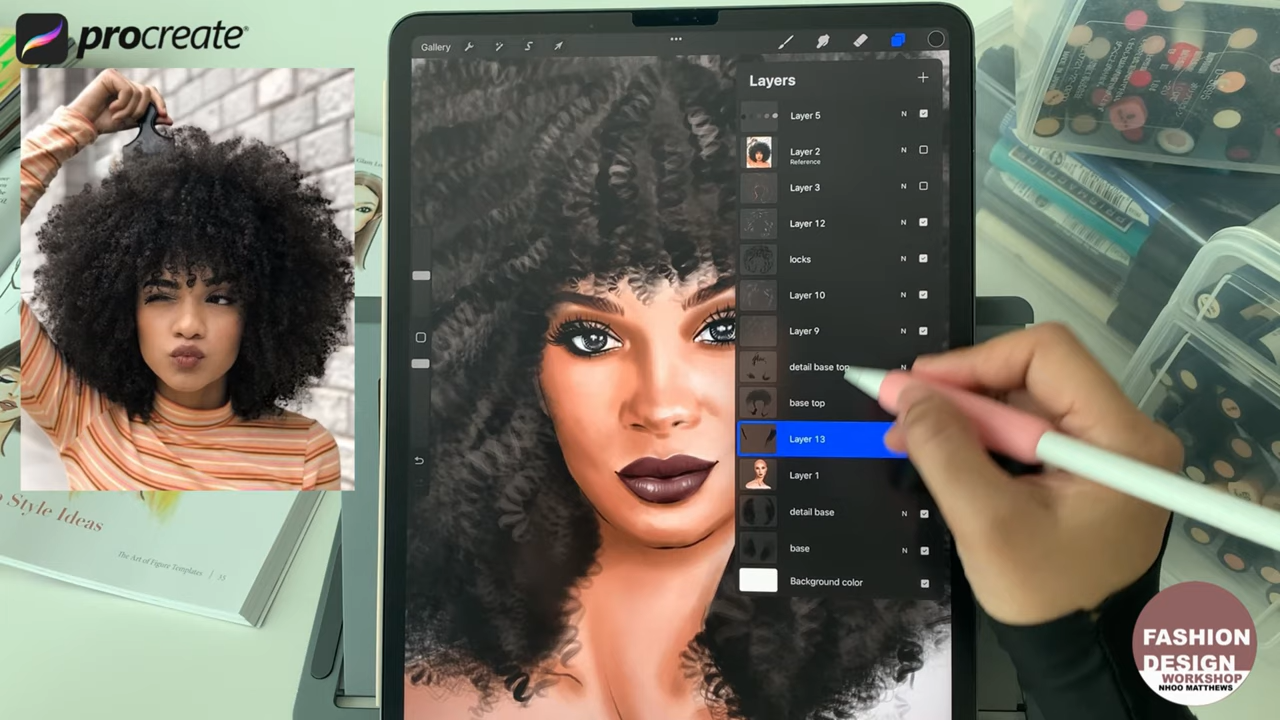 procreate®
Gallery
Layers
Layer 5 N
Layer 2 N
Reference
Layer 3 N
Layer 12 N
locks N
Layer 10 N
Layer 9 N
detail base top N
base top
Layer 13
Layer 1
detail base N
base N
Background color
Style Ideas
The Art of Figure Templates | 35
FASHION
DESIGN
WORKSHOP
NHOO MATTHEWS